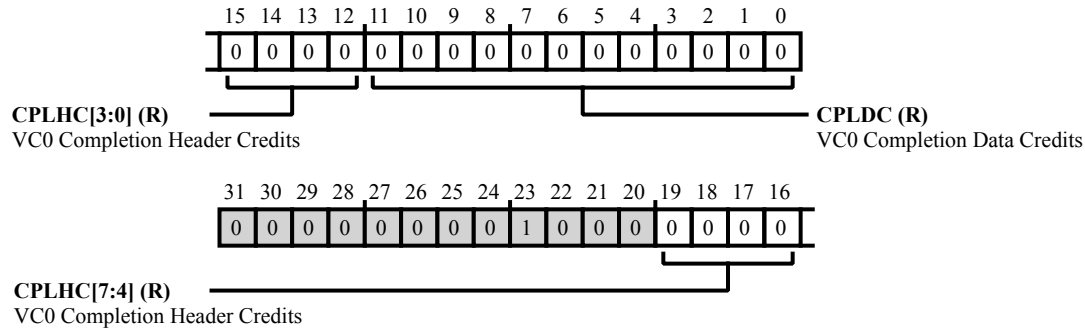 15 14 13 12 11 10 9 8 7 6 5 4 3 2 1 0
0 0 0 0 0 0 0 0 0 0 0 0 0 0 0 0
CPLHC[3:0] (R) CPLDC (R)
VC0 Completion Header Credits VC0 Completion Data Credits
31 30 29 28 27 26 25 24 23 22 21 20 19 18 17 16
0 0 0 0 0 0 0 0 1 0 0 0 0 0 0 0
CPLHC[7:4] (R)
VC0 Completion Header Credits